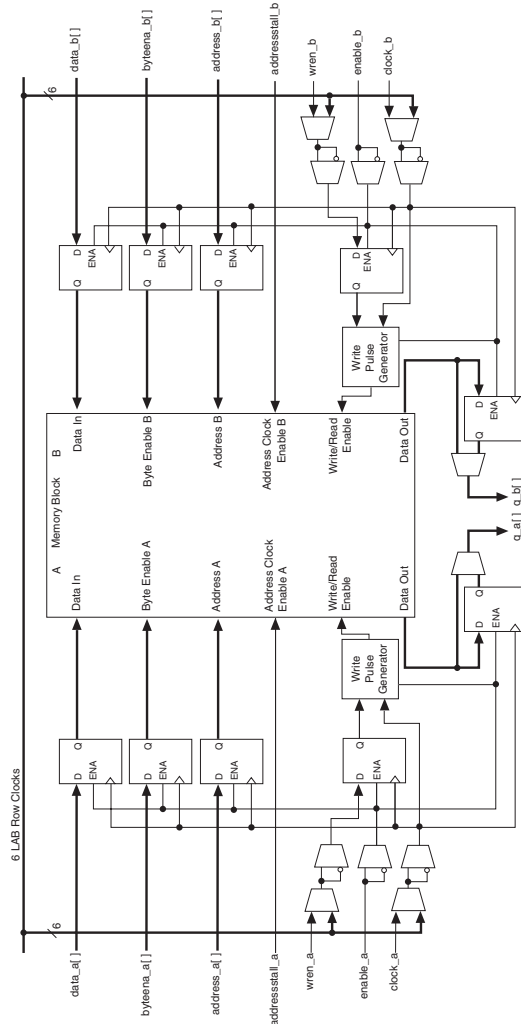 6 LAB Row Clocks
6
6
data_b[ ]
byteena_b[ ]
address_b[ ]
addressstall_b
wren_b
enable_b
clock_b
D Q
ENA
D Q
ENA
D Q
ENA
D Q
ENA
Write
Pulse
Generator
A Memory Block B
Data In
Data In
Byte Enable A
Byte Enable B
Address A
Address B
Address Clock
Enable A
Address Clock
Enable B
Write/Read
Enable
Write/Read
Enable
Data Out
Data Out
D Q
ENA
D Q
ENA
q_a[ ]
q_b[ ]
Write
Pulse
Generator
D Q
ENA
D Q
ENA
D Q
ENA
D Q
ENA
data_a[ ]
byteena_a[ ]
address_a[ ]
addressstall_a
wren_a
enable_a
clock_a